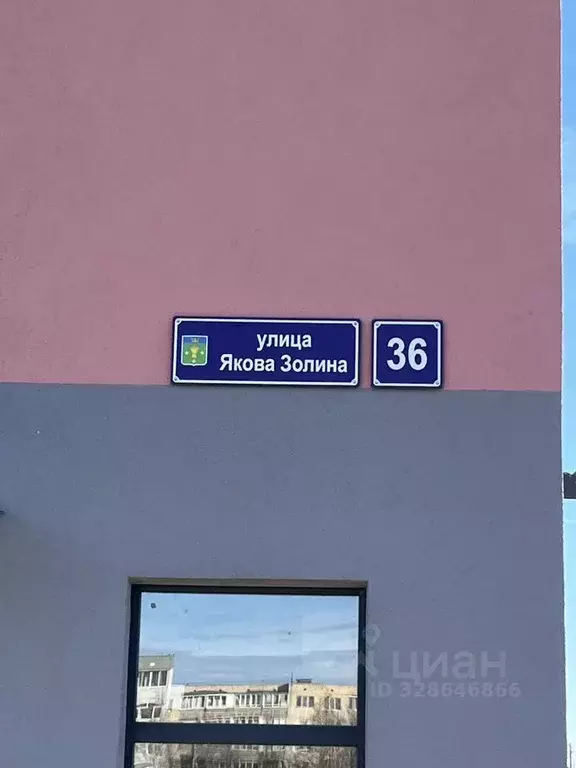 улица
Якова Золина
36
циан
ID 328646866